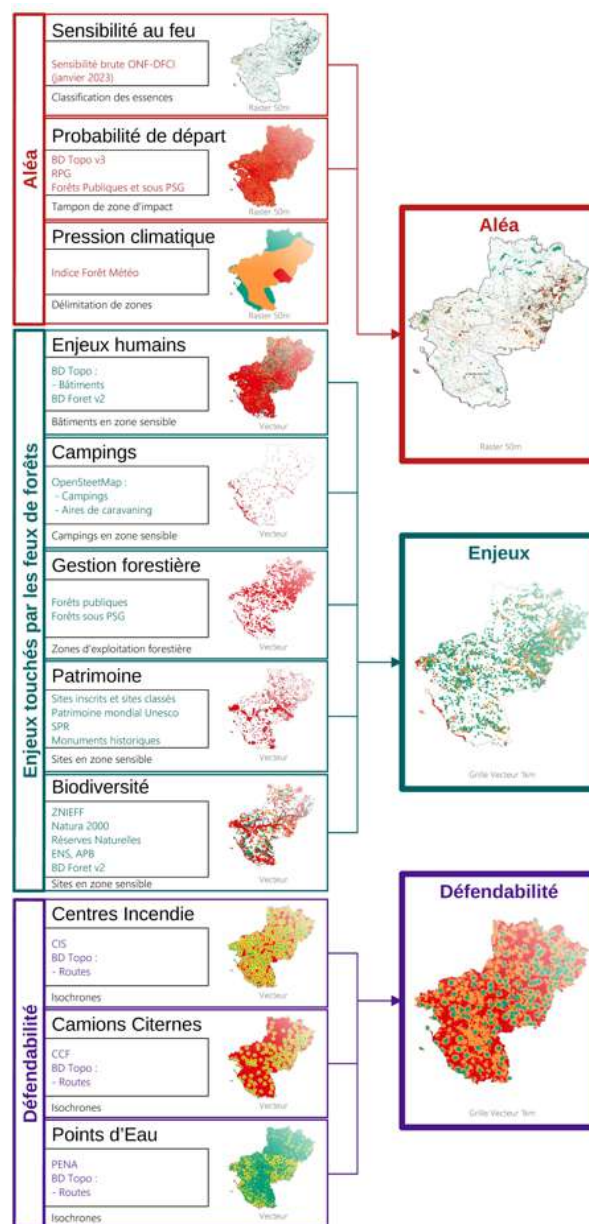 Aléa
Sensibilité au feu
Sensibilité brute ONF-DFCI
(janvier 2023)
Classification des essences
Raster 50m
Probabilité de départ
BD Topo v3
RPG
Forêts Publiques et sous PSG
Tampon de zone d'impact
Raster 50m
Pression climatique
Indice Forêt Météo
Délimitation de zones
Raster 50m
Aléa
Raster 50m
Enjeux touchés par les feux de forêts
Enjeux humains
BD Topo :
- Bâtiments
BD Foret v2
Bâtiments en zone sensible
Vecteur
Campings
OpenSteetMap :
- Campings
- Aires de caravaning
Campings en zone sensible
Vecteur
Gestion forestière
Forêts publiques
Forêts sous PSG
Zones d'exploitation forestière
Vecteur
Patrimoine
Sites inscrits et sites classés
Patrimoine mondial Unesco
SPR
Monuments historiques
Sites en zone sensible
Vecteur
Biodiversité
ZNIEFF
Natura 2000
Réserves Naturelles
ENS, APB
BD Foret v2
Sites en zone sensible
Vecteur
Enjeux
Grille Vecteur 1km
Défendabilité
Centres Incendie
CIS
BD Topo :
- Routes
Isochrones
Vecteur
Camions Citernes
CCF
BD Topo :
- Routes
Isochrones
Vecteur
Points d'Eau
PENA
BD Topo :
- Routes
Isochrones
Vecteur
Défendabilité
Grille Vecteur 1km